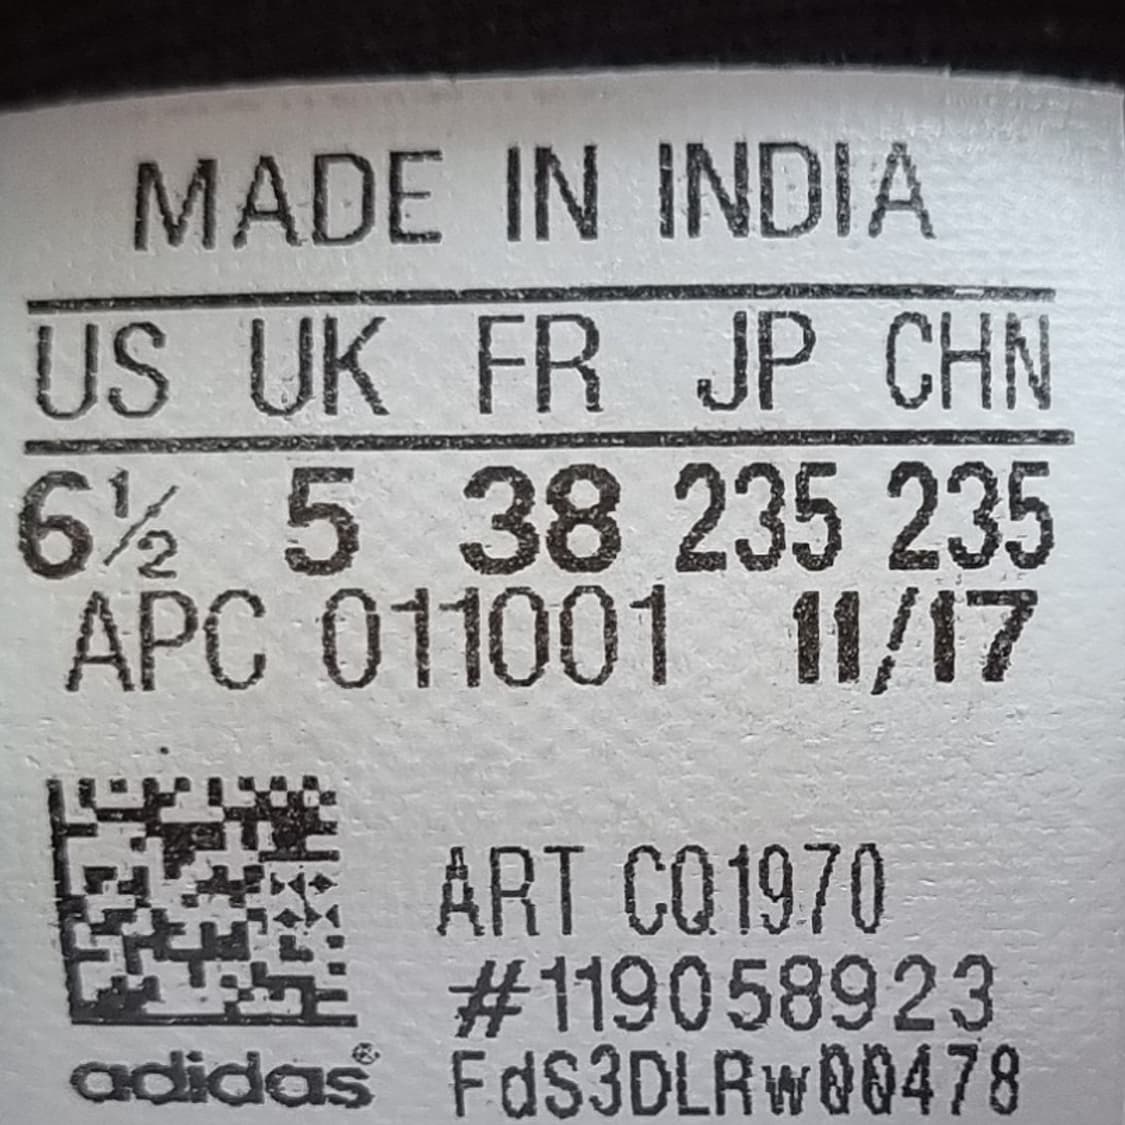 MADE IN INDIA
US UK FR JP CHN
6½ 5 38 235 235
APC 011001 11/17
ART CQ1970
#119058923
adidas® FdS3DLRw00478